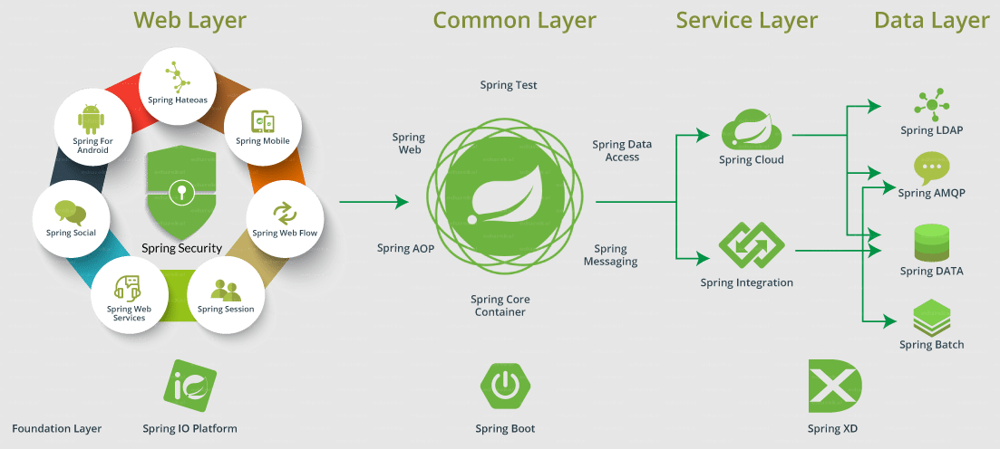 Web Layer
Common Layer
Service Layer
Data Layer
Spring Hateoas
Spring For
Android
Spring Mobile
Spring Social
Spring Web Flow
Spring Security
Spring Web
Services
Spring Session
Spring Test
Spring
Web
Spring Data
Access
Spring AOP
Spring
Messaging
Spring Core
Container
Spring Cloud
Spring Integration
Spring LDAP
Spring AMQP
Spring DATA
Spring Batch
Foundation Layer
iO
Spring IO Platform
Spring Boot
Spring XD